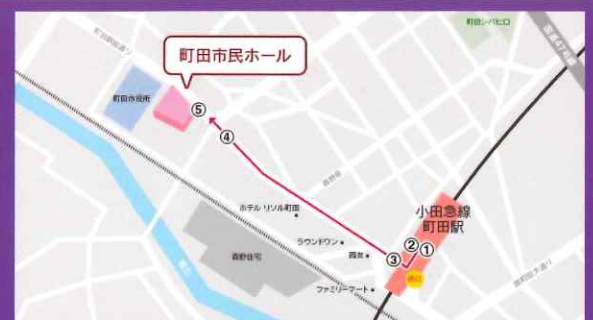 町田シバヒロ
町田市民ホール
町田市役所
⑤
④
ホテル リゾル町田
小田急線
町田駅
ラウンドワン
②
①
西友
③
森野住宅
ファミリーマート